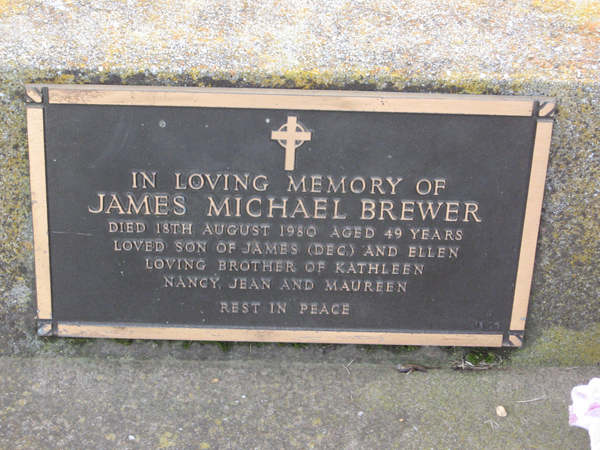 IN LOVING MEMORY OF
JAMES MICHAEL BREWER
DIED 18TH AUGUST 1980 AGED 49 YEARS
LOVED SON OF JAMES (DEC.) AND ELLEN
LOVING BROTHER OF KATHLEEN
NANCY, JEAN AND MAUREEN
REST IN PEACE